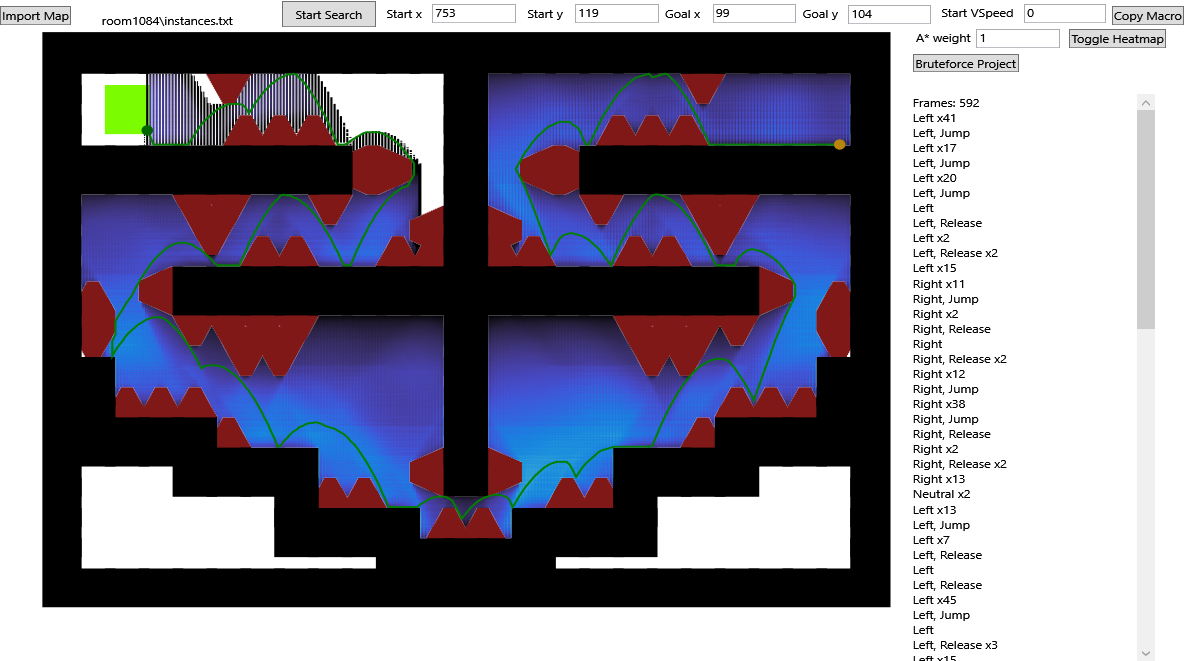 Import Map
room1084\instances.txt
Start Search
Start x 753
Start y 119
Goal x 99
Goal y 104
Start VSpeed 0
Copy Macro
A* weight 1
Toggle Heatmap
Bruteforce Project
Frames: 592
Left x41
Left, Jump
Left x17
Left, Jump
Left x20
Left, Jump
Left
Left, Release
Left x2
Left, Release x2
Left x15
Right x11
Right, Jump
Right x2
Right, Release
Right
Right, Release x2
Right x12
Right, Jump
Right x38
Right, Jump
Right, Release
Right x2
Right, Release x2
Right x13
Neutral x2
Left x13
Left, Jump
Left x7
Left, Release
Left
Left, Release
Left x45
Left, Jump
Left
Left, Release x3
Left x15